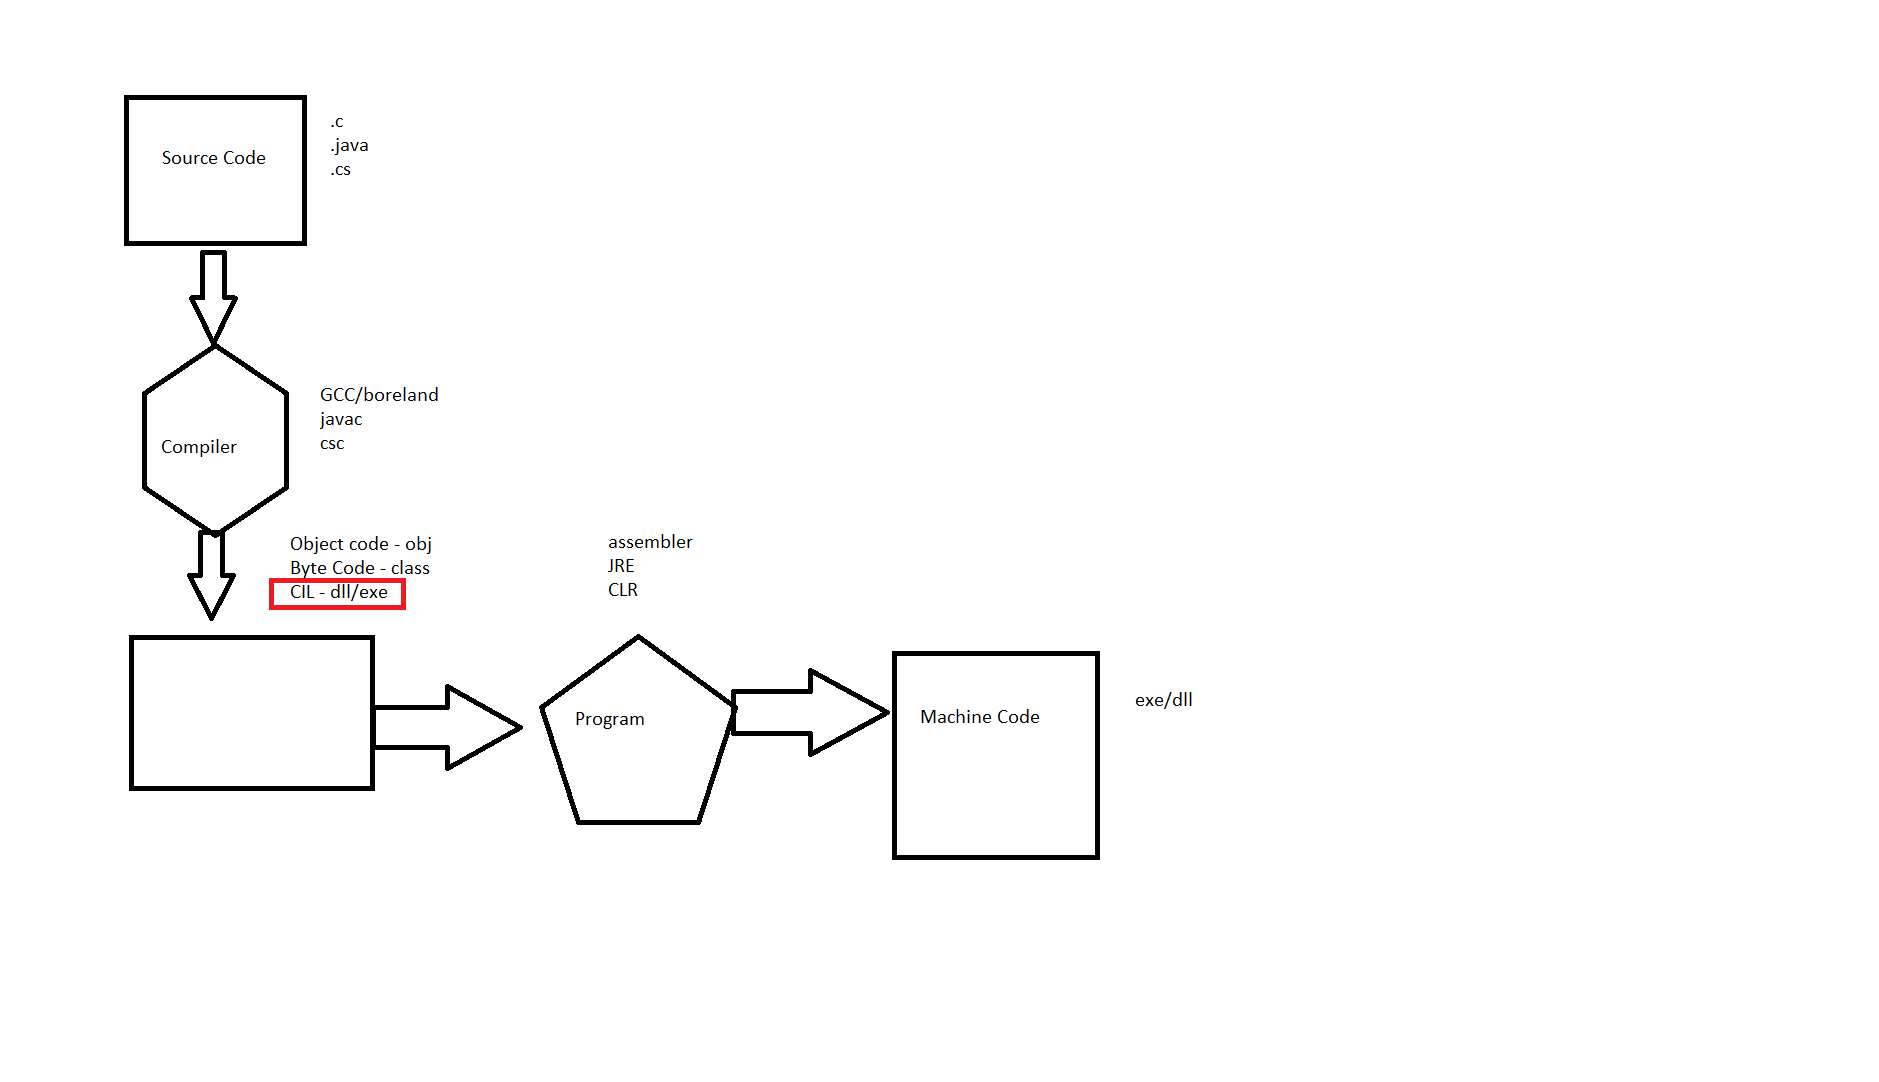 .c
.java
.cs
Source Code
GCC/boreland
javac
csc
Compiler
Object code - obj
Byte Code - class
CIL - dll/exe
assembler
JRE
CLR
Program
Machine Code
exe/dll